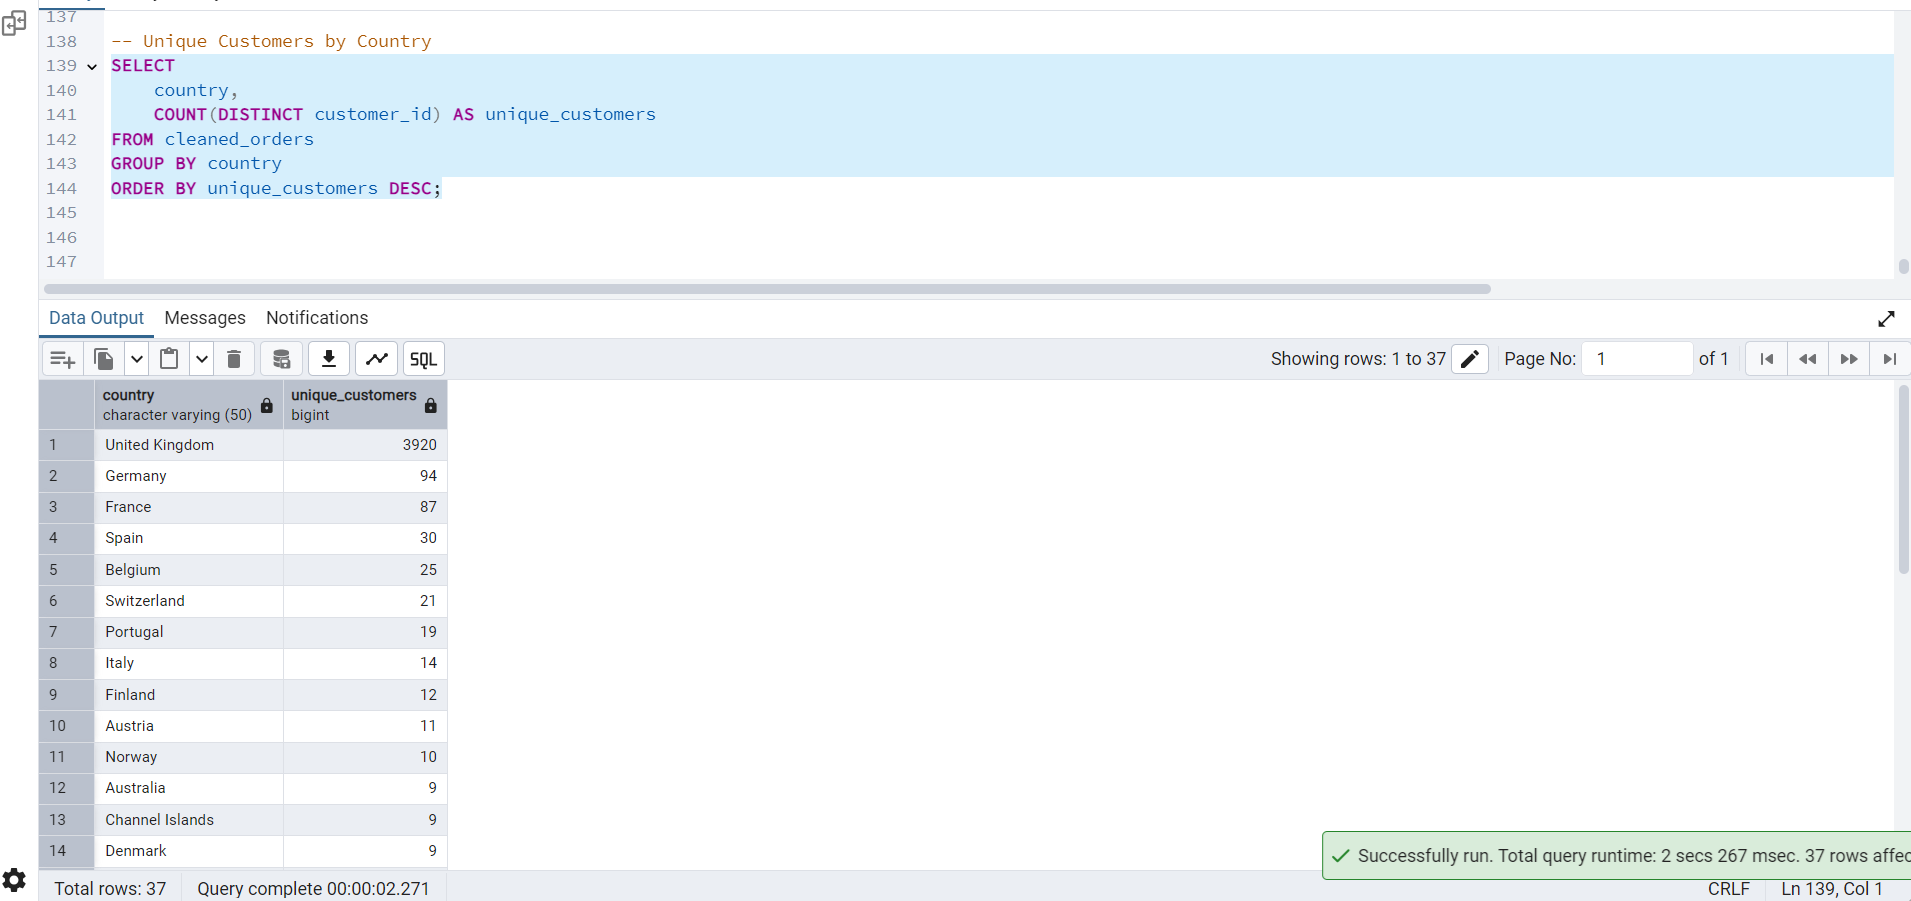 137
138 -- Unique Customers by Country
139 SELECT
140 country,
141 COUNT(DISTINCT customer_id) AS unique_customers
142 FROM cleaned_orders
143 GROUP BY country
144 ORDER BY unique_customers DESC;
145
146
147
Data Output Messages Notifications
SQL Showing rows: 1 to 37 Page No: 1 of 1
country unique_customers
character varying (50) bigint
1 United Kingdom 3920
2 Germany 94
3 France 87
4 Spain 30
5 Belgium 25
6 Switzerland 21
7 Portugal 19
8 Italy 14
9 Finland 12
10 Austria 11
11 Norway 10
12 Australia 9
13 Channel Islands 9
14 Denmark 9
Successfully run. Total query runtime: 2 secs 267 msec. 37 rows affec
Total rows: 37 Query complete 00:00:02.271 CRLF Ln 139, Col 1